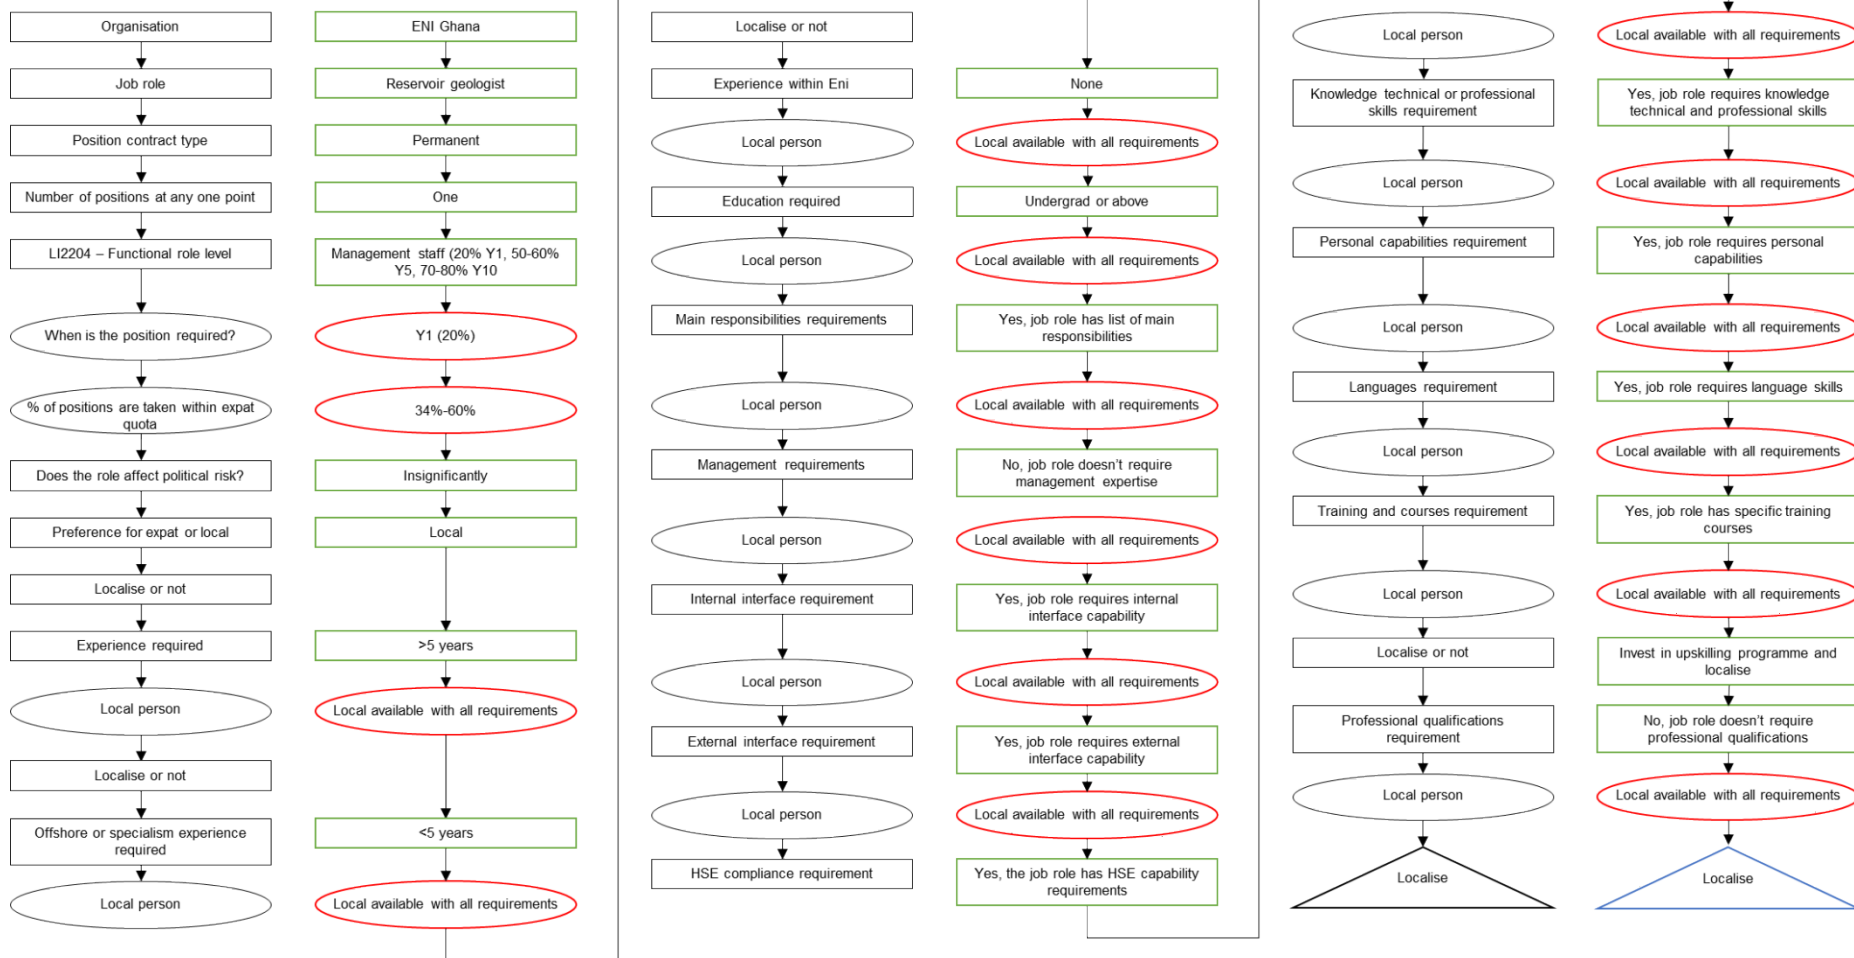 Organisation
Job role
Position contract type
Number of positions at any one point
LI2204 – Functional role level
When is the position required?
% of positions are taken within expat
quota
Does the role affect political risk?
Preference for expat or local
Localise or not
Experience required
Local person
Localise or not
Offshore or specialism experience
required
Local person
ENI Ghana
Reservoir geologist
Permanent
One
Management staff (20% Y1, 50-60%
Y5, 70-80% Y10
Y1 (20%)
34%-60%
Insignificantly
Local
>5 years
Local available with all requirements
<5 years
Local available with all requirements
Localise or not
Experience within Eni
Local person
Education required
Local person
Main responsibilities requirements
Local person
Management requirements
Local person
Internal interface requirement
Local person
External interface requirement
Local person
HSE compliance requirement
None
Local available with all requirements
Undergrad or above
Local available with all requirements
Yes, job role has list of main
responsibilities
Local available with all requirements
No, job role doesn't require
management expertise
Local available with all requirements
Yes, job role requires internal
interface capability
Local available with all requirements
Yes, job role requires external
interface capability
Local available with all requirements
Yes, the job role has HSE capability
requirements
Local person
Knowledge technical or professional
skills requirement
Local person
Personal capabilities requirement
Local person
Languages requirement
Local person
Training and courses requirement
Local person
Localise or not
Professional qualifications
requirement
Local person
Localise
Local available with all requirements
Yes, job role requires knowledge
technical and professional skills
Local available with all requirements
Yes, job role requires personal
capabilities
Local available with all requirements
Yes, job role requires language skills
Local available with all requirements
Yes, job role has specific training
courses
Local available with all requirements
Invest in upskilling programme and
localise
No, job role doesn't require
professional qualifications
Local available with all requirements
Localise